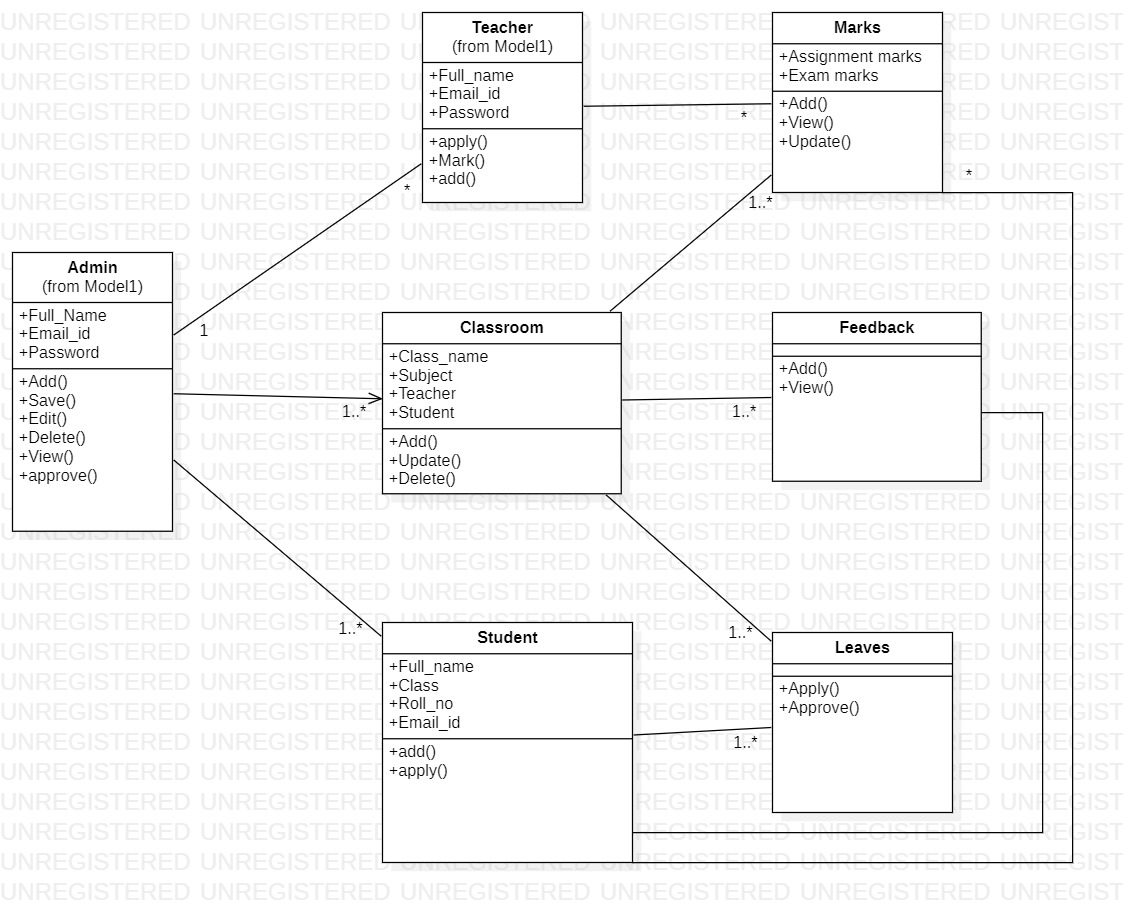 Teacher
(from Model1)
+Full_name
+Email_id
+Password
+apply()
+Mark()
+add()
Marks
+Assignment marks
+Exam marks
+Add()
+View()
+Update()
*
*
*
1..*
Admin
(from Model1)
+Full_Name
+Email_id
+Password
+Add()
+Save()
+Edit()
+Delete()
+View()
+approve()
1
1..*
1..*
Classroom
+Class_name
+Subject
+Teacher
+Student
+Add()
+Update()
+Delete()
1..*
1..*
Feedback
+Add()
+View()
Student
+Full_name
+Class
+Roll_no
+Email_id
+add()
+apply()
1..*
Leaves
+Apply()
+Approve()
UNREGISTERED UNREGISTERED UNREGISTERED UNREGISTERED UNREGISTERED UNREGIST